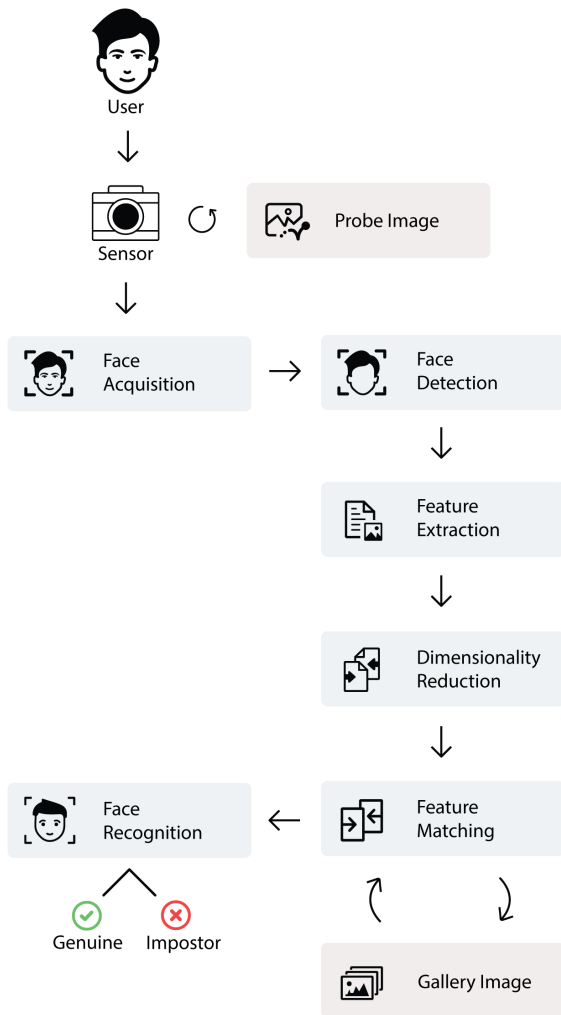 User
Sensor
Probe Image
Face
Acquisition
Face
Detection
Feature
Extraction
Dimensionality
Reduction
Feature
Matching
Face
Recognition
Genuine
Impostor
Gallery Image